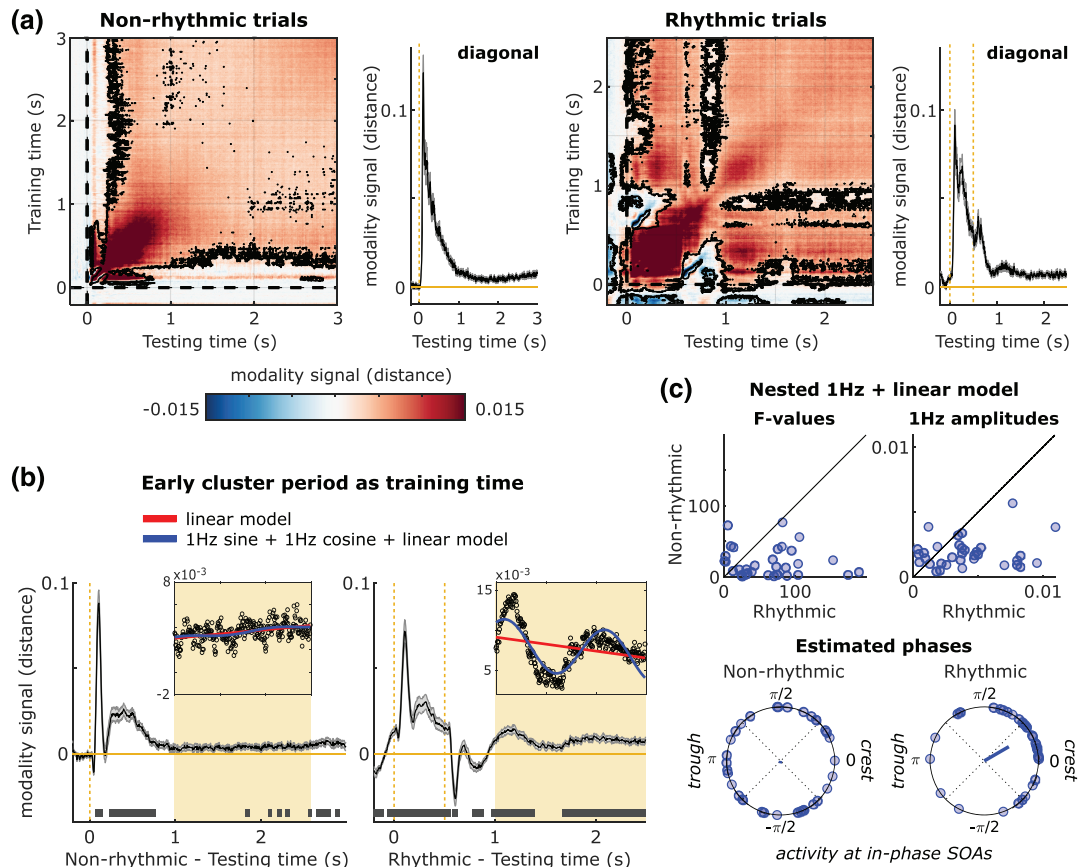 (a)
Non-rhythmic trials
Rhythmic trials
3
2
1
0
Training time (s)
0 1 2 3
Testing time (s)
diagonal
0.1
0
modality signal (distance)
0 1 2 3
Testing time (s)
2
1
0
Training time (s)
0 1 2
Testing time (s)
diagonal
0.1
0
modality signal (distance)
0 1 2
Testing time (s)
modality signal (distance)
-0.015 0.015
(b)
Early cluster period as training time
linear model
1Hz sine + 1Hz cosine + linear model
0.1
0
modality signal (distance)
8 ×10⁻³
-2
0 1 2 3
Non-rhythmic - Testing time (s)
0.1
0
×10⁻³
15
5
0 1 2
Rhythmic - Testing time (s)
(c)
Nested 1Hz + linear model
F-values
1Hz amplitudes
Non-rhythmic
100
0
0 100
Rhythmic
0.01
0
0 0.01
Rhythmic
Estimated phases
Non-rhythmic
Rhythmic
π/2
π/2
trough
π
0
crest
trough
π
0
crest
-π/2
-π/2
activity at in-phase SOAs